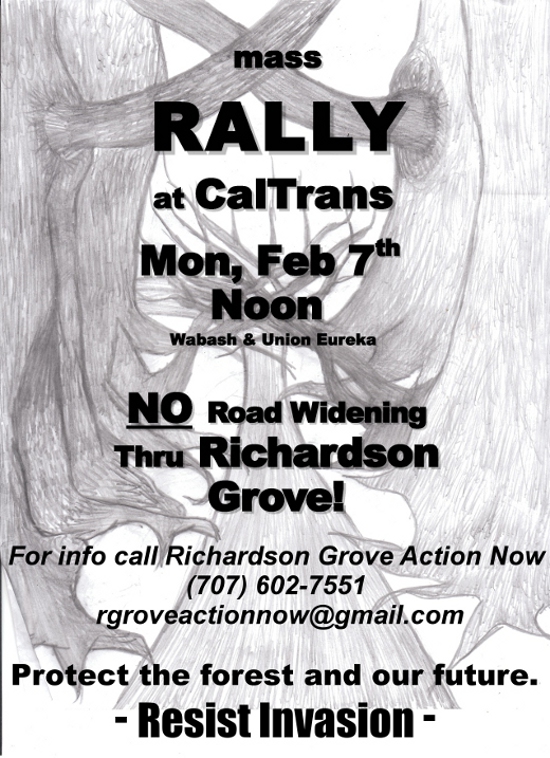 mass
RALLY
at CalTrans
Mon, Feb 7th
Noon
Wabash & Union Eureka
NO Road Widening
Thru Richardson
Grove!
For info call Richardson Grove Action Now
(707) 602-7551
rgroveactionnow@gmail.com
Protect the forest and our future.
- Resist Invasion -